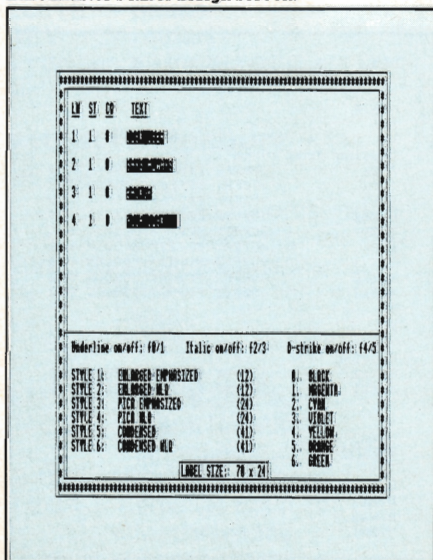 LN ST CO TEXT
1 1 0
2 1 0
3 1 0
4 1 0
Underline on/off: f0/1 Italic on/off: f2/3 D-strike on/off: f4/5
STYLE 1: ENLARGED EMPHASIZED (12) 0. BLACK
STYLE 2: ENLARGED NLQ (12) 1. MAGENTA
STYLE 3: PICA EMPHASIZED (24) 2. CYAN
STYLE 4: PICA NLQ (24) 3. VIOLET
STYLE 5: CONDENSED (41) 4. YELLOW
STYLE 6: CONDENSED NLQ (41) 5. ORANGE
6. GREEN
LABEL SIZE: 70 x 24